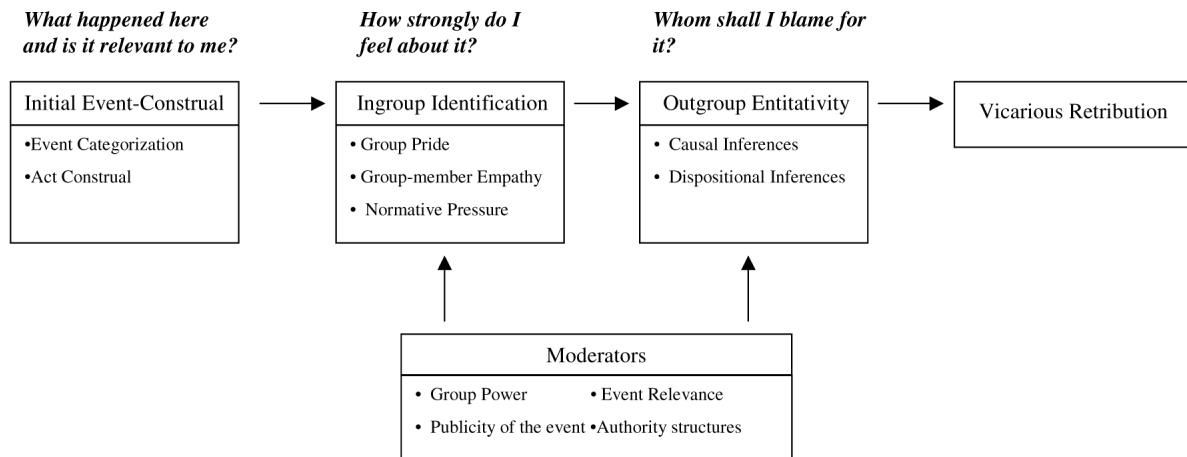 What happened here
and is it relevant to me?
How strongly do I
feel about it?
Whom shall I blame for
it?
Initial Event-Construal
•Event Categorization
•Act Construal
Ingroup Identification
• Group Pride
• Group-member Empathy
• Normative Pressure
Outgroup Entitativity
• Causal Inferences
• Dispositional Inferences
Vicarious Retribution
Moderators
• Group Power • Event Relevance
• Publicity of the event •Authority structures